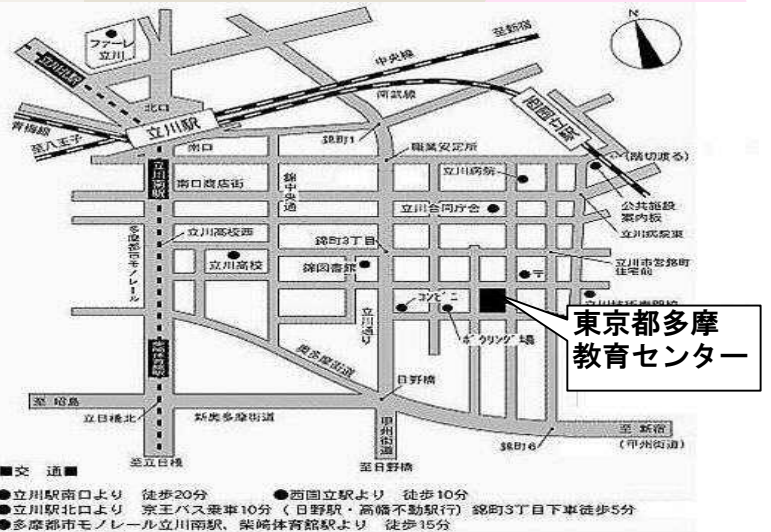 N
ファーレ
立川
立川北駅
至新宿
中央線
南武線
北口
立川駅
西国立駅
青梅線
至八王子
南口
錦町1
職業安定所
(踏切渡る)
立川南駅
南口商店街
錦中央通
立川病院
公共施設
案内板
立川合同庁舎
立川病院東
多摩都市モノレール
立川高校西
錦町3丁目
立川高校
錦図書館
〒
立川市営錦町
住宅前
コンビニ
立川通り
ボウリング場
東京都多摩
教育センター
柴崎体育館駅
奥多摩街道
日野橋
至 昭島
立日橋北
新奥多摩街道
甲州街道
錦町6
至 新宿
(甲州街道)
至立日橋
至日野橋
■交 通■
●立川駅南口より 徒歩20分 ●西国立駅より 徒歩10分
●立川駅北口より 京王バス乗車10分(日野駅・高幡不動駅行)錦町3丁目下車徒歩5分
●多摩都市モノレール立川南駅、柴崎体育館駅より 徒歩15分